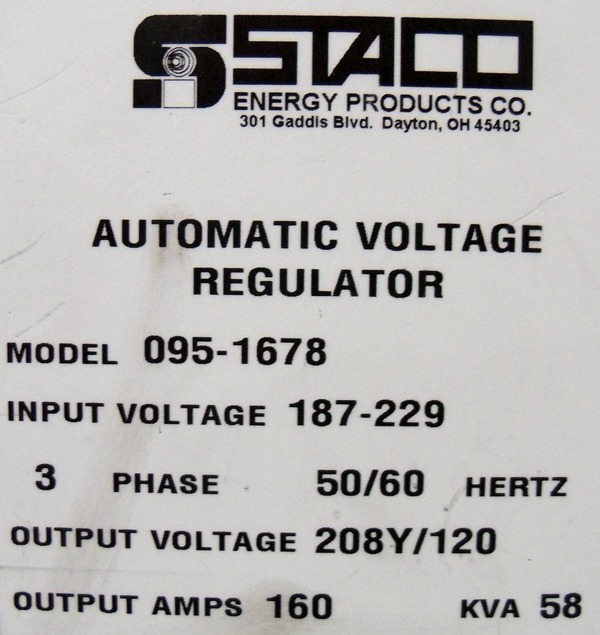 STACO
ENERGY PRODUCTS CO.
301 Gaddis Blvd. Dayton, OH 45403
AUTOMATIC VOLTAGE
REGULATOR
MODEL 095-1678
INPUT VOLTAGE 187-229
3 PHASE 50/60 HERTZ
OUTPUT VOLTAGE 208Y/120
OUTPUT AMPS 160 KVA 58